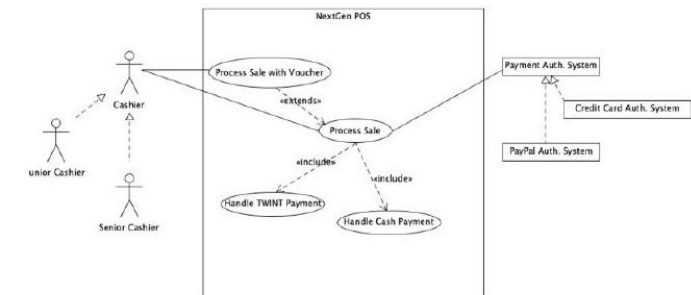 NextGen POS
Process Sale with Voucher
Payment Auth. System
«extends»
Cashier
Credit Card Auth. System
Process Sale
PayPal Auth. System
unior Cashier
«include»
«include»
Handle TWINT Payment
Handle Cash Payment
Senior Cashier